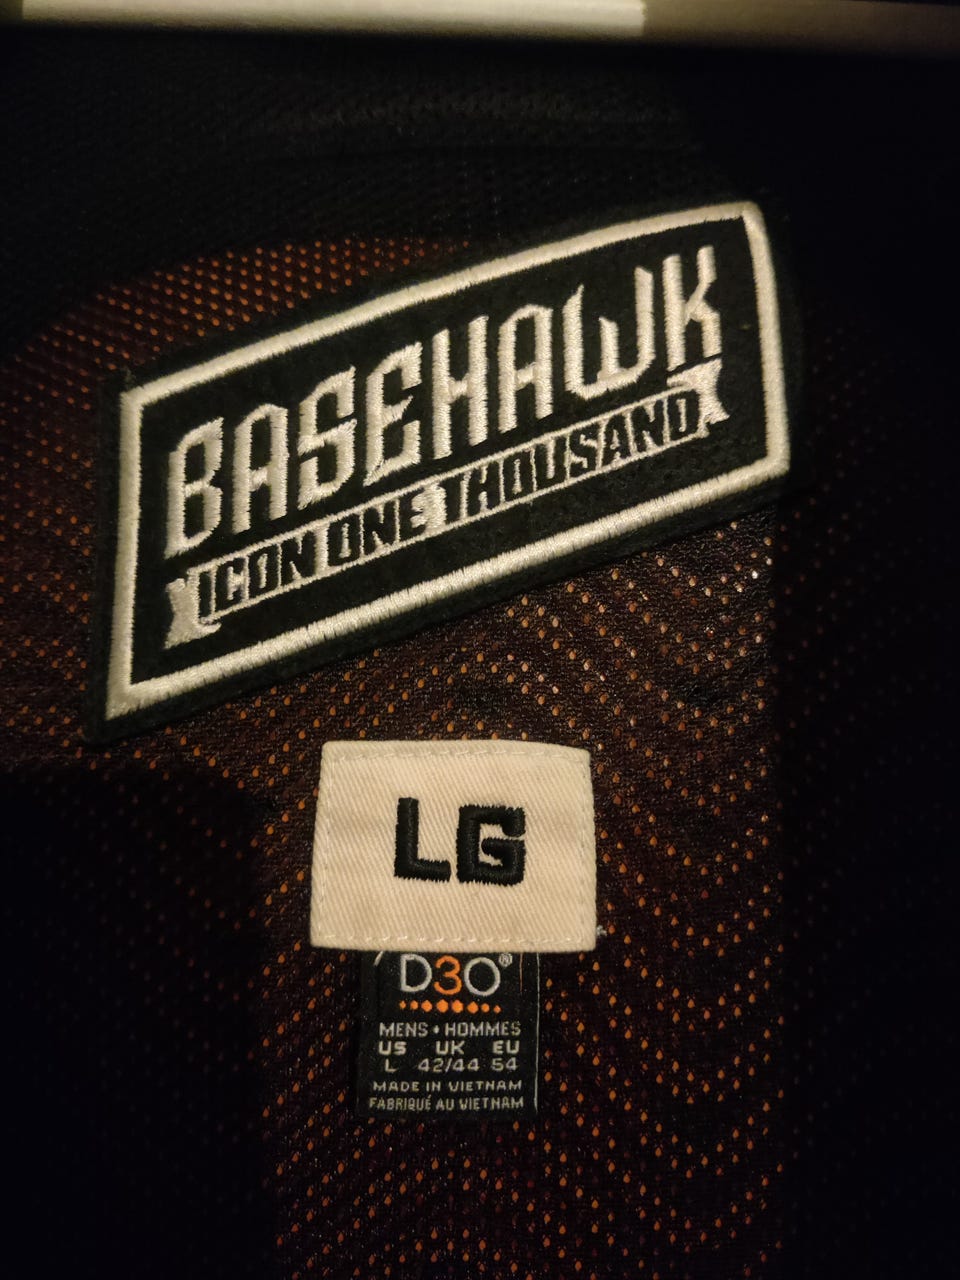 BASEHAWK
ICON ONE THOUSAND
LG
D3O®
MENS • HOMMES
US UK EU
L 42/44 54
MADE IN VIETNAM
FABRIQUÉ AU VIETNAM